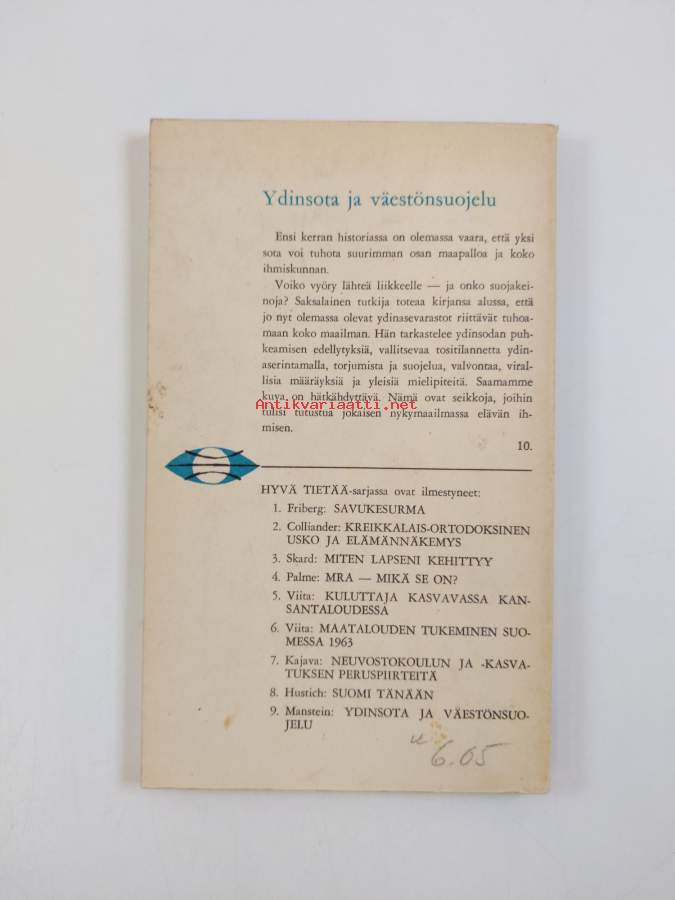 Ydinsota ja väestönsuojelu
Ensi kerran historiassa on olemassa vaara, että yksi
sota voi tuhota suurimman osan maapalloa ja koko
ihmiskunnan.
Voiko vyöry lähteä liikkeelle — ja onko suojakei-
noja? Saksalainen tutkija toteaa kirjansa alussa, että
jo nyt olemassa olevat ydinasevarastot riittävät tuhoa-
maan koko maailman. Hän tarkastelee ydinsodan puh-
keamisen edellytyksiä, vallitsevaa tositilannetta ydin-
aserintamalla, torjumista ja suojelua, valvontaa, viral-
lisia määräyksiä ja yleisiä mielipiteitä. Saamamme
kuva on hätkähdyttävä. Nämä ovat seikkoja, joihin
Antikvariaatti.net
tulisi tutustua jokaisen nykymaailmassa elävän ih-
misen.
10.
HYVÄ TIETÄÄ-sarjassa ovat ilmestyneet:
1. Friberg: SAVUKESURMA
2. Colliander: KREIKKALAIS-ORTODOKSINEN
USKO JA ELÄMÄNNÄKEMYS
3. Skard: MITEN LAPSENI KEHITTYY
4. Palme: MRA — MIKÄ SE ON?
5. Viita: KULUTTAJA KASVAVASSA KAN-
SANTALOUDESSA
6. Viita: MAATALOUDEN TUKEMINEN SUO-
MESSA 1963
7. Kajava: NEUVOSTOKOULUN JA -KASVA-
TUKSEN PERUSPIIRTEITÄ
8. Hustich: SUOMI TÄNÄÄN
9. Manstein: YDINSOTA JA VÄESTÖNSUO-
JELU
6.05